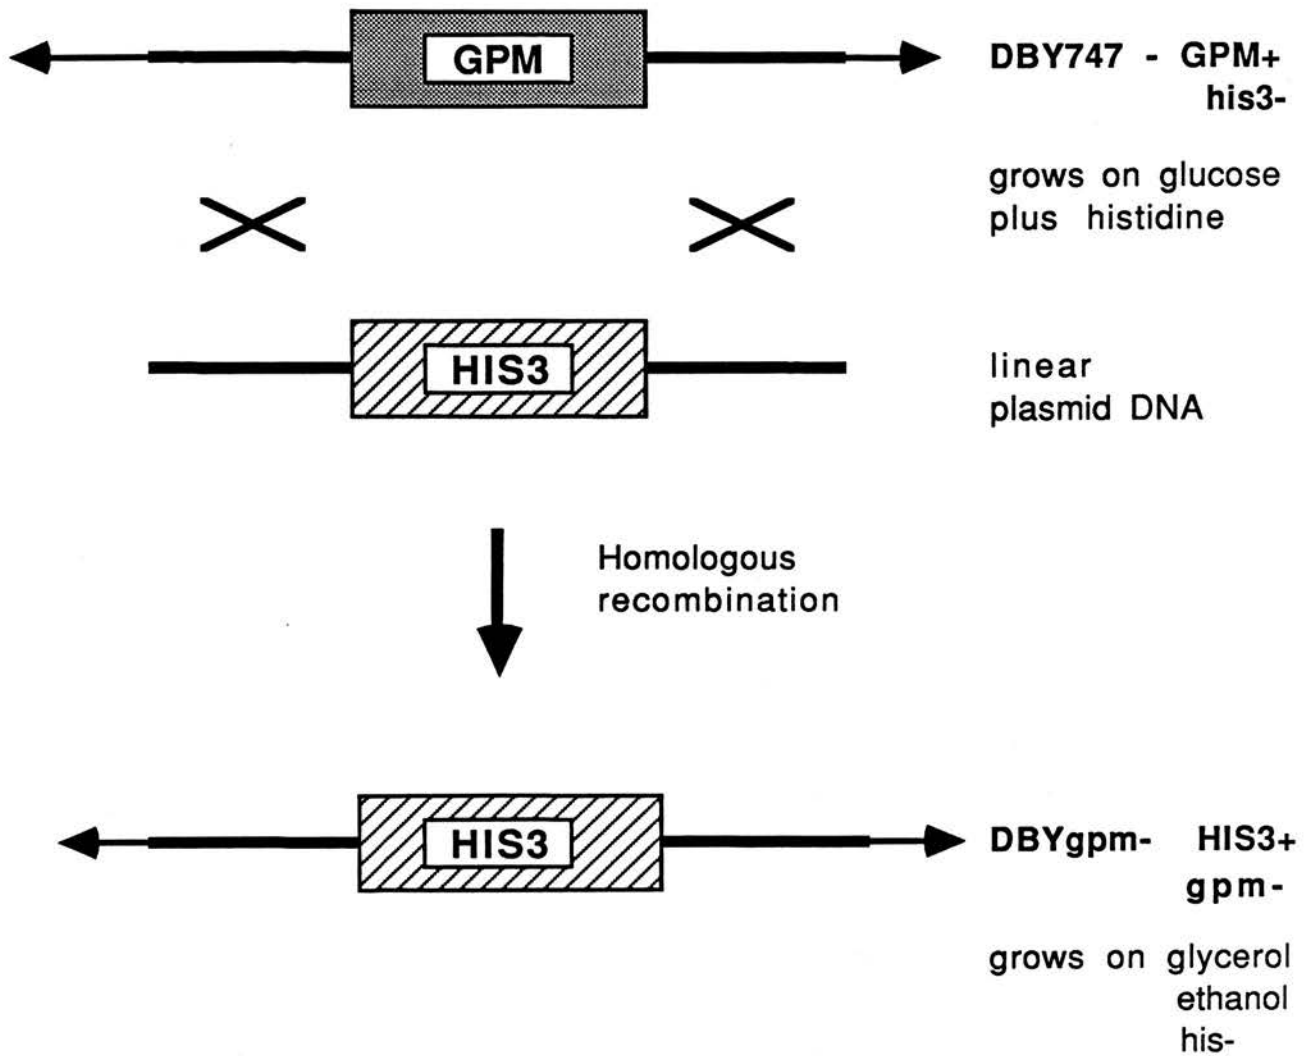 GPM
DBY747 - GPM+
his3-
grows on glucose
plus histidine
HIS3
linear
plasmid DNA
Homologous
recombination
HIS3
DBYgpm- HIS3+
gpm-
grows on glycerol
ethanol
his-